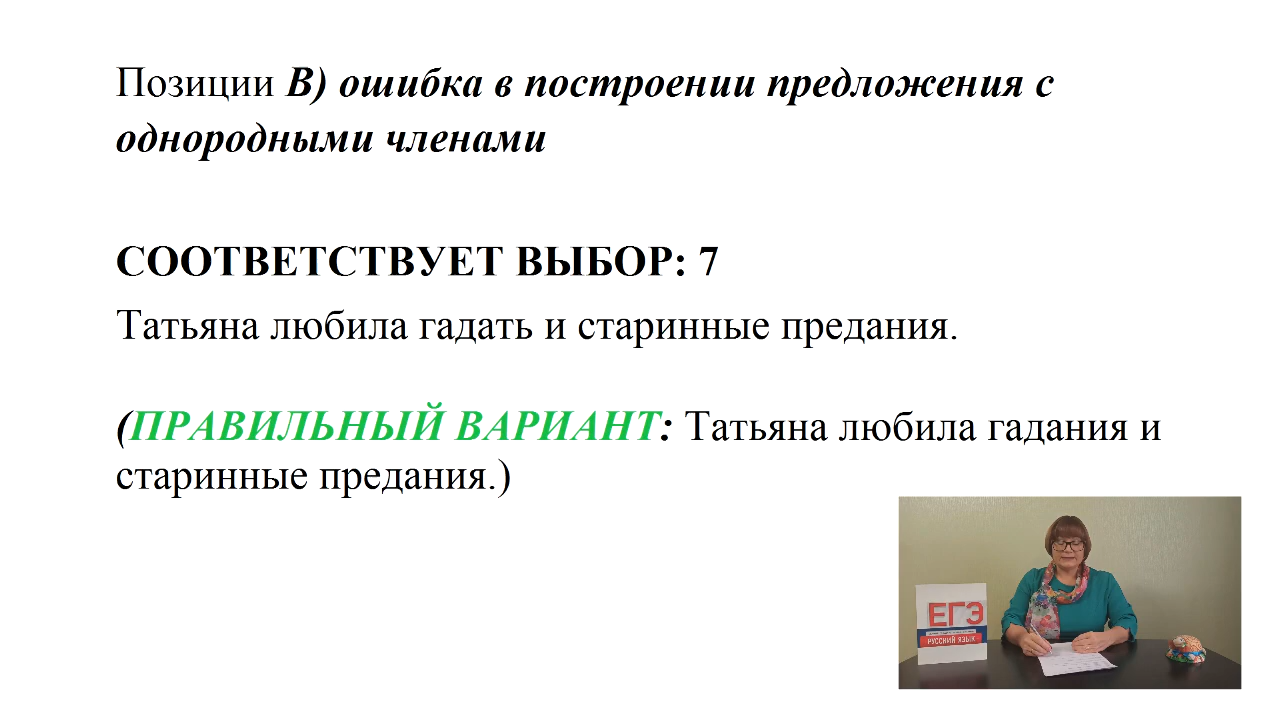 Позиции В) ошибка в построении предложения с
однородными членами
СООТВЕТСТВУЕТ ВЫБОР: 7
Татьяна любила гадать и старинные предания.
(ПРАВИЛЬНЫЙ ВАРИАНТ: Татьяна любила гадания и
старинные предания.)
ЕГЭ
РУССКИЙ ЯЗЫК